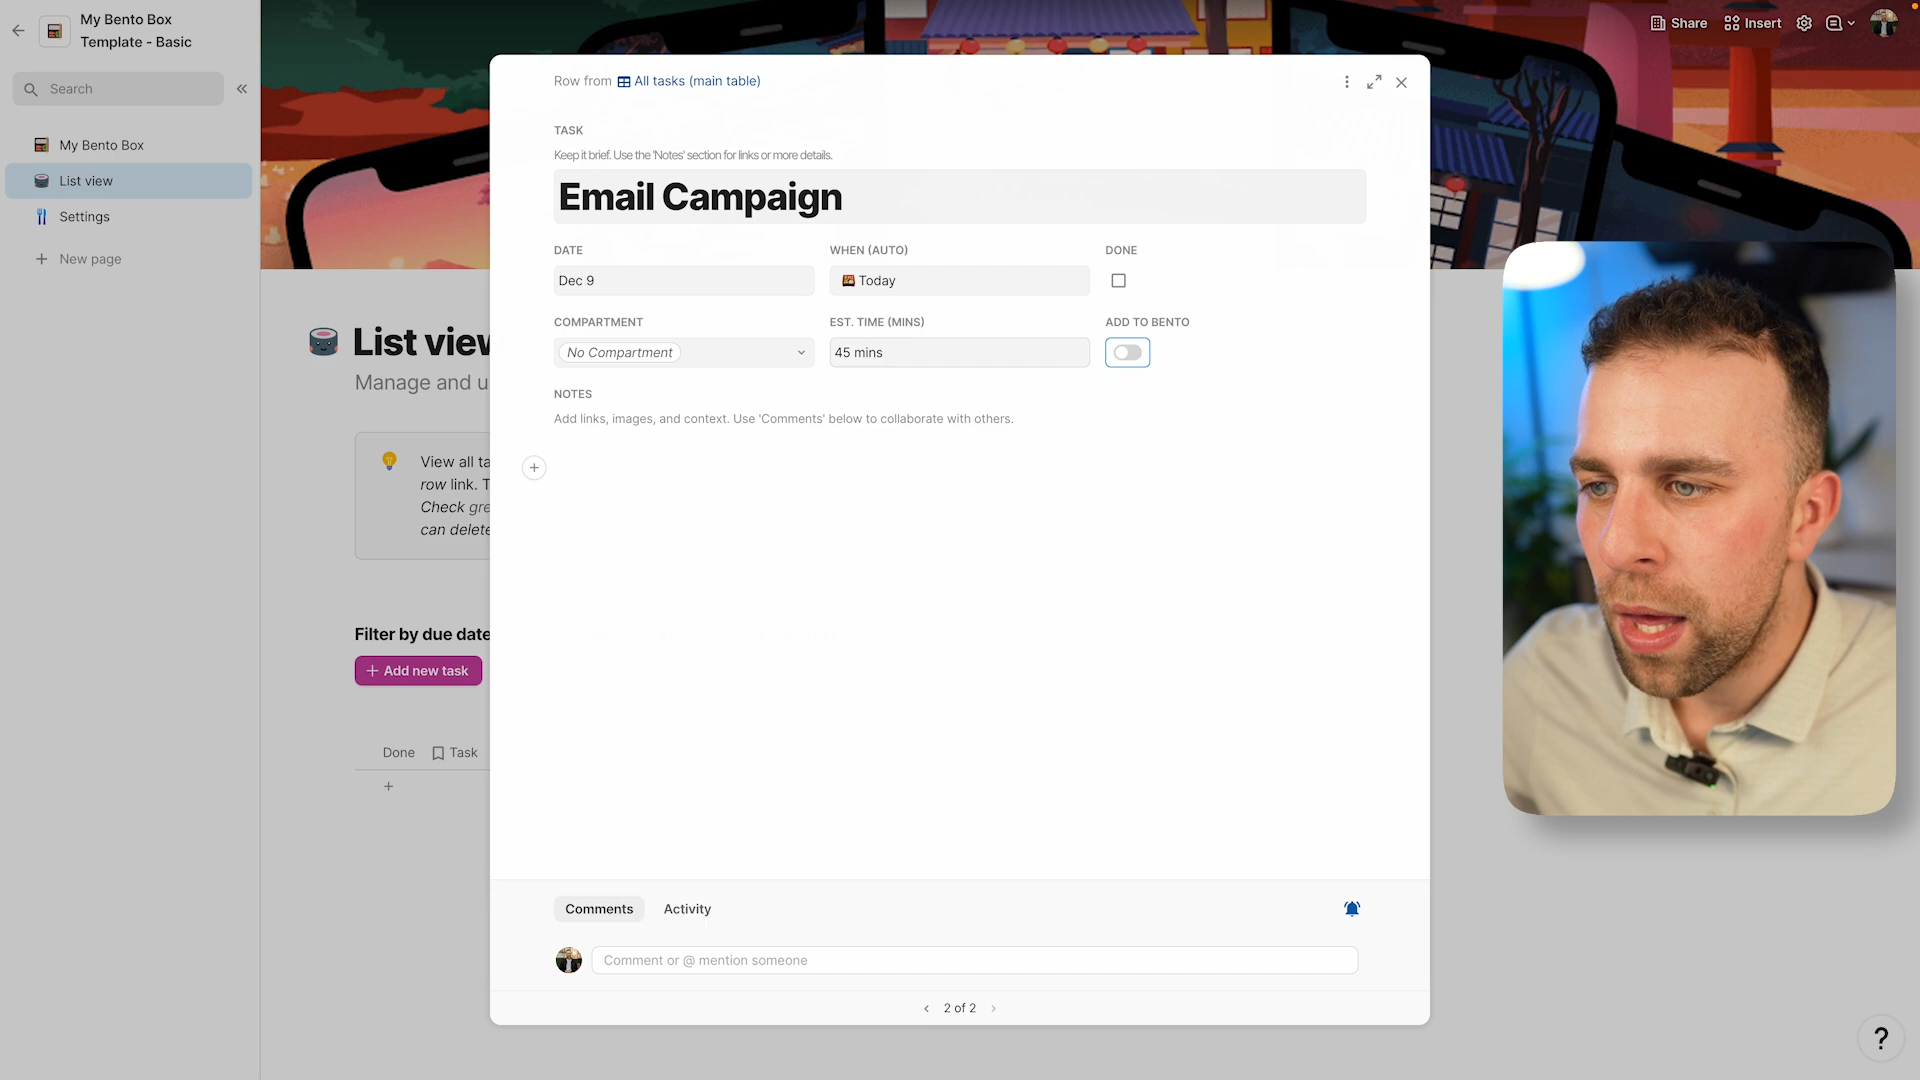 My Bento Box
Template - Basic
Search
My Bento Box
List view
Settings
New page
Share
Insert
List view
Manage and u
View all ta
row link. T
Check gre
can delete
Filter by due date
Add new task
Done
Task
Row from All tasks (main table)
TASK
Keep it brief. Use the 'Notes' section for links or more details.
Email Campaign
DATE
WHEN (AUTO)
DONE
Dec 9
Today
COMPARTMENT
EST. TIME (MINS)
ADD TO BENTO
No Compartment
45 mins
NOTES
Add links, images, and context. Use 'Comments' below to collaborate with others.
Comments
Activity
Comment or @ mention someone
2 of 2
?